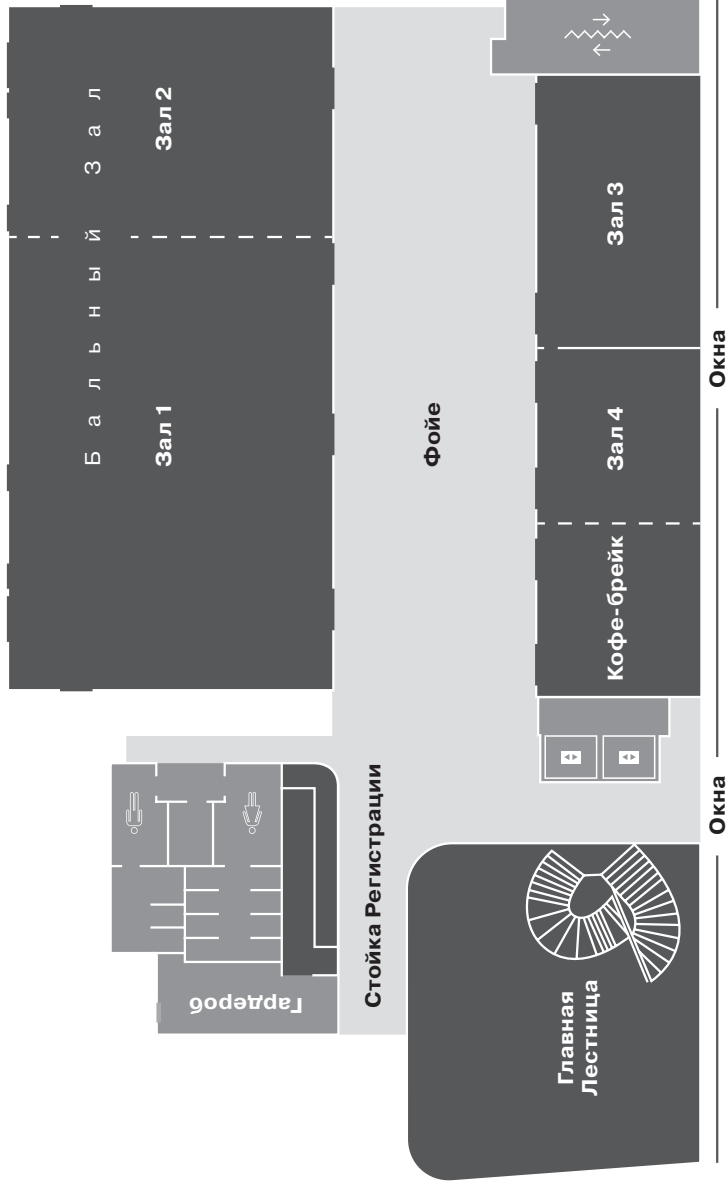 Бальный Зал
Зал 1
Зал 2
Фойе
Зал 3
Зал 4
Кофе-брейк
Окна
Окна
Стойка Регистрации
Гардероб
Главная
Лестница